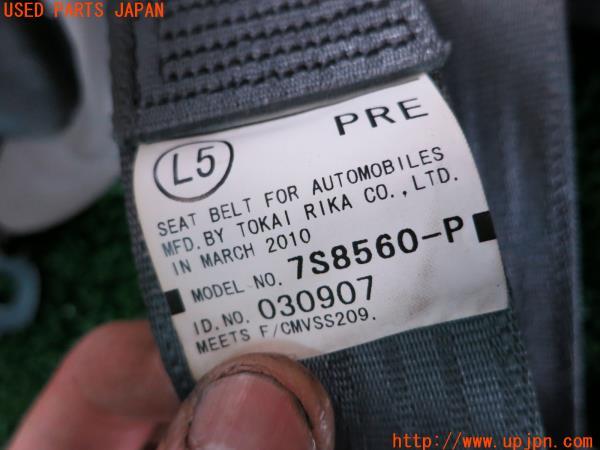 USED PARTS JAPAN
L5
PRE
SEAT BELT FOR AUTOMOBILES
MFD.BY TOKAI RIKA CO.,LTD.
IN MARCH 2010
MODEL NO. 7S8560-P
ID.NO. 030907
MEETS F/CMVSS209.
http://www.upjpn.com